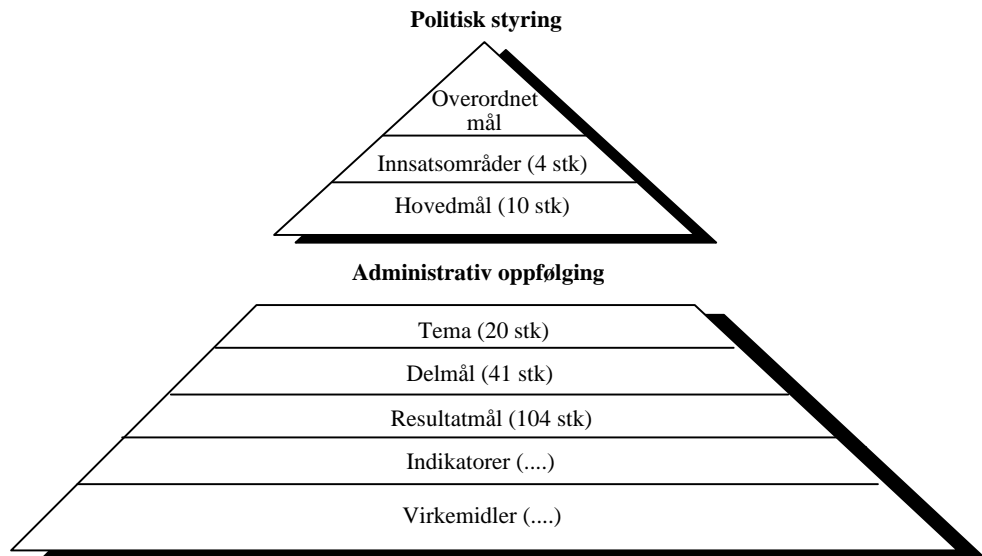 Politisk styring
Overordnet
mål
Innsatsområder (4 stk)
Hovedmål (10 stk)
Administrativ oppfølging
Tema (20 stk)
Delmål (41 stk)
Resultatmål (104 stk)
Indikatorer (....)
Virkemidler (....)